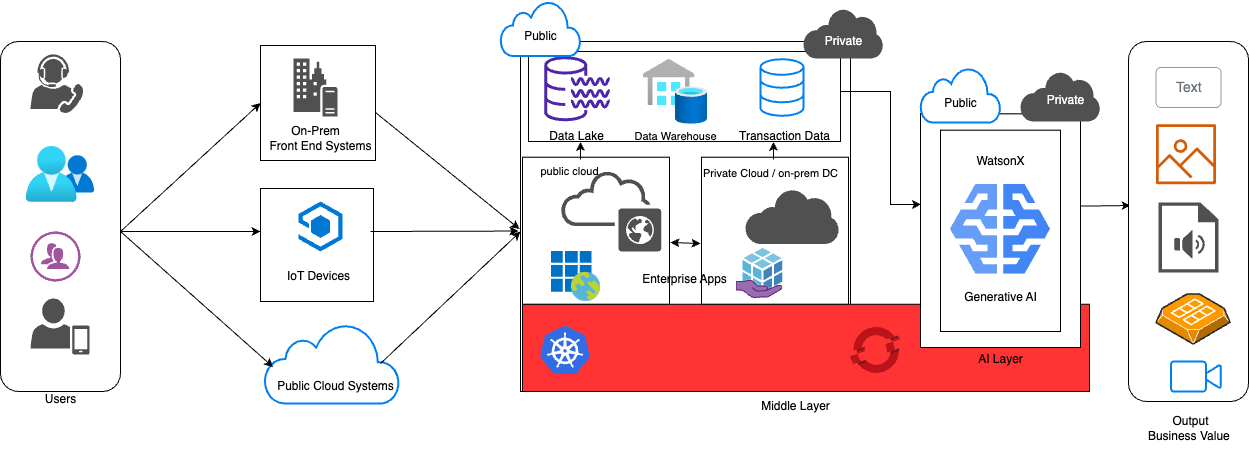 Users
On-Prem
Front End Systems
IoT Devices
Public Cloud Systems
Public
Private
Data Lake
Data Warehouse
Transaction Data
public cloud
Private Cloud / on-prem DC
Enterprise Apps
Middle Layer
Public
Private
WatsonX
Generative AI
AI Layer
Text
Output
Business Value